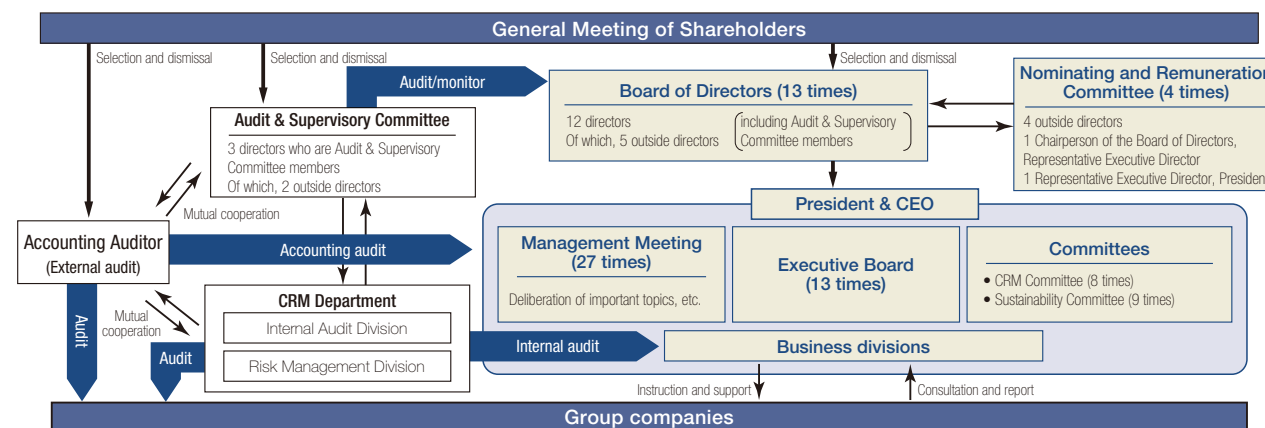 General Meeting of Shareholders
Selection and dismissal
Selection and dismissal
Selection and dismissal
Audit/monitor
Audit & Supervisory Committee
3 directors who are Audit & Supervisory
Committee members
Of which, 2 outside directors
Board of Directors (13 times)
12 directors
Of which, 5 outside directors
including Audit & Supervisory
Committee members
Nominating and Remuneration
Committee (4 times)
4 outside directors
1 Chairperson of the Board of Directors,
Representative Executive Director
1 Representative Executive Director, President
Mutual cooperation
Accounting Auditor
(External audit)
Accounting audit
President & CEO
Management Meeting
(27 times)
Deliberation of important topics, etc.
Executive Board
(13 times)
Committees
• CRM Committee (8 times)
• Sustainability Committee (9 times)
Audit
Mutual
cooperation
Audit
CRM Department
Internal Audit Division
Risk Management Division
Internal audit
Business divisions
Instruction and support
Consultation and report
Group companies